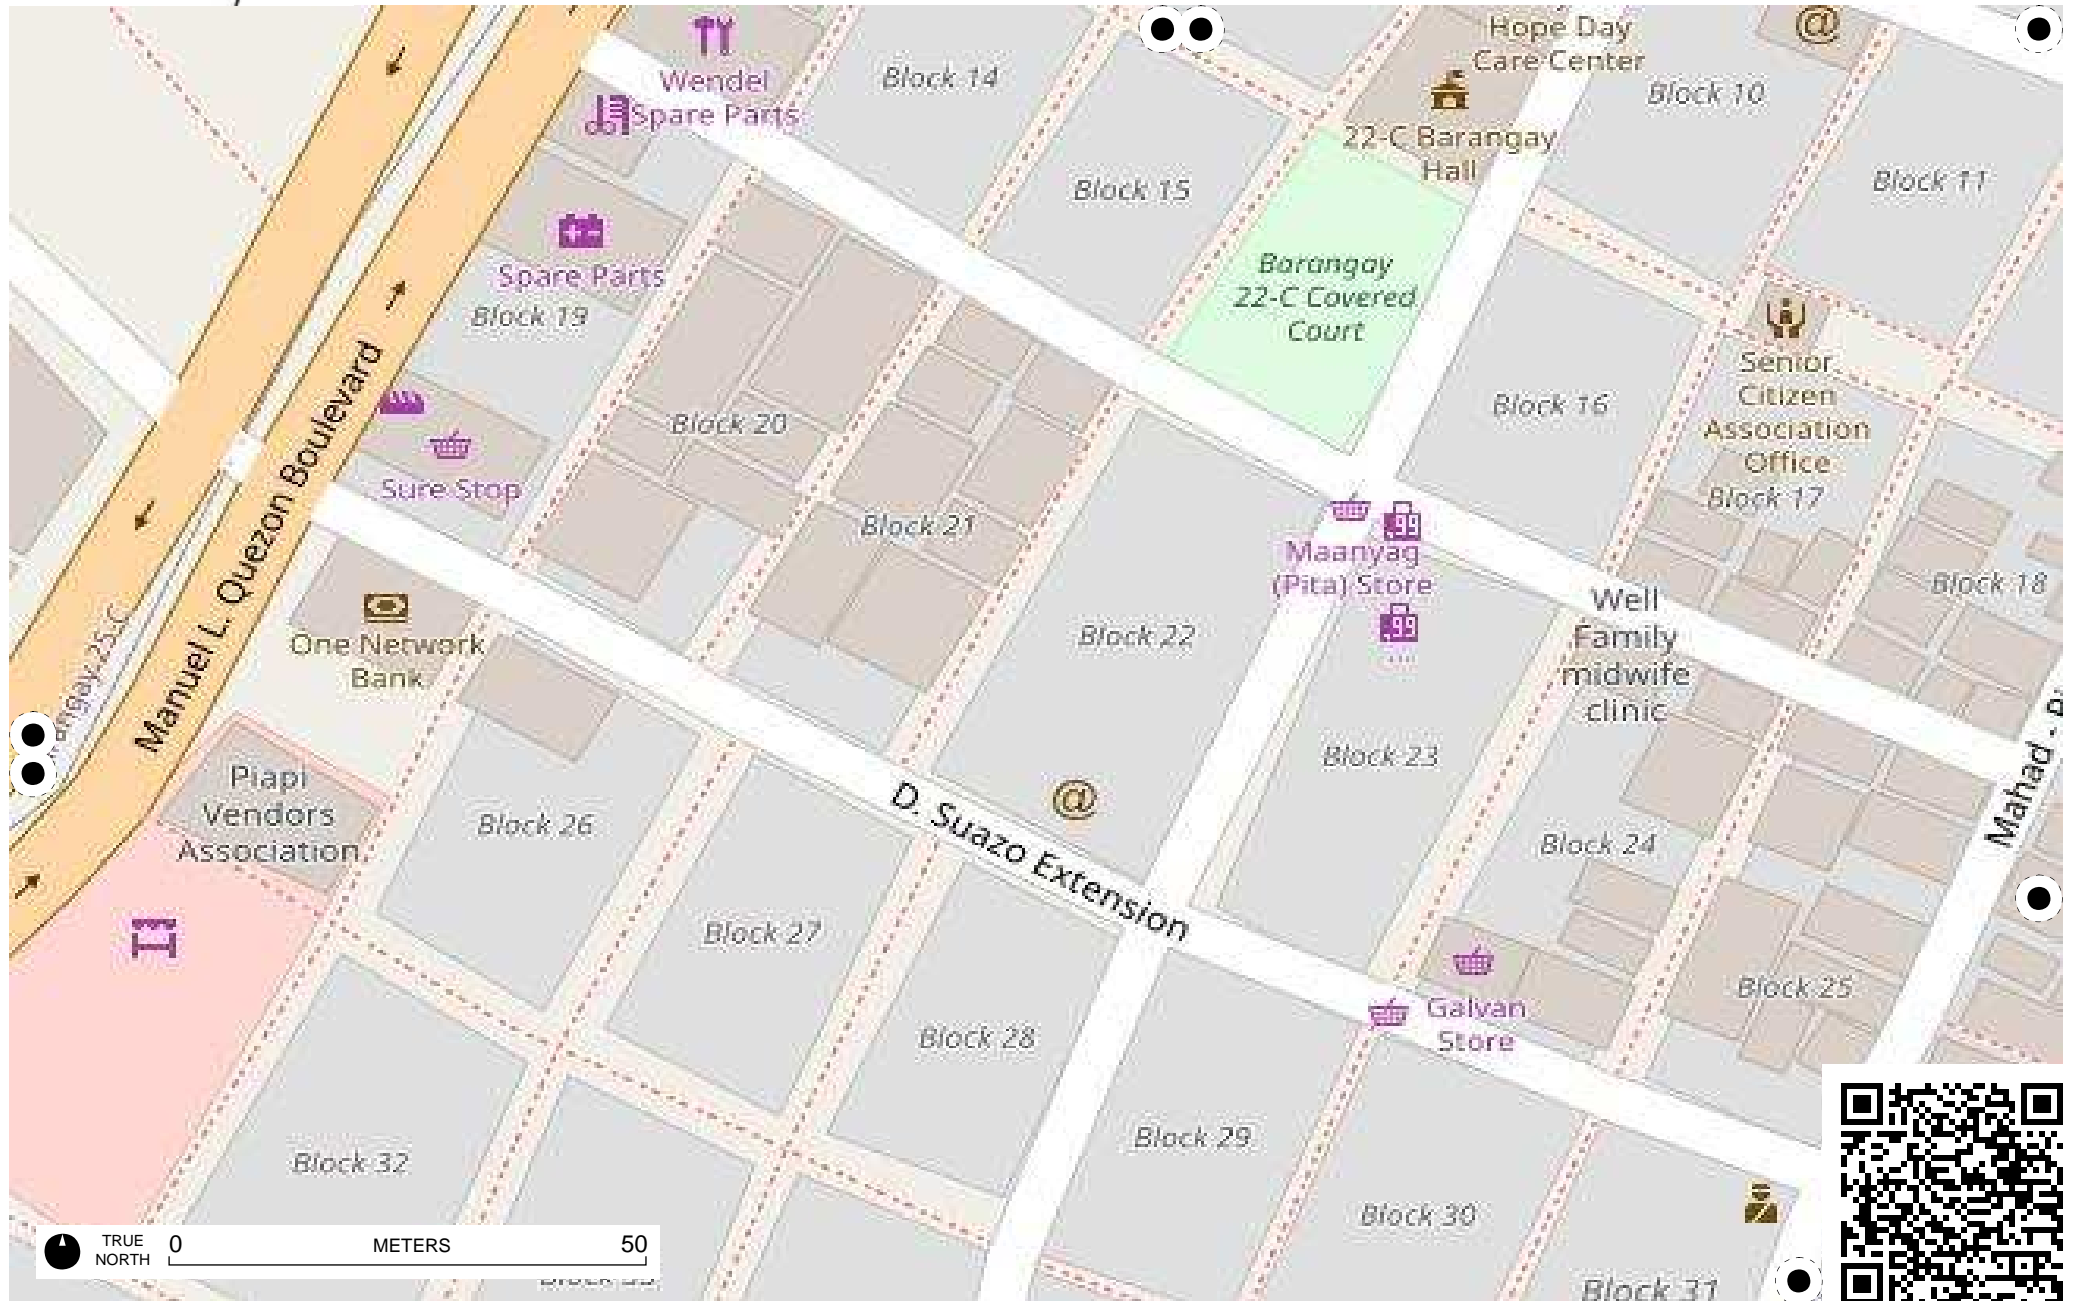 Hope Day
Care Center
@
Wendel
Spare Parts
Block 14
Block 10
22-C Barangay
Hall
Block 15
Block 11
Spare Parts
Block 19
Barangay
22-C Covered
Court
Manuel L. Quezon Boulevard
Senior
Citizen
Association
Office
Block 16
Block 20
Sure Stop
Block 17
Block 21
.99
Maanyag
(Pita) Store
Block 18
Well
Family
midwife
clinic
.99
One Network
Bank
Block 22
Block 23
Mahad -
Piapi
Vendors
Association
@
D. Suazo Extension
Block 26
Block 24
Block 27
Block 25
Galvan
Store
Block 28
Block 29
Block 32
Block 30
TRUE
NORTH
0 METERS 50
Block 31